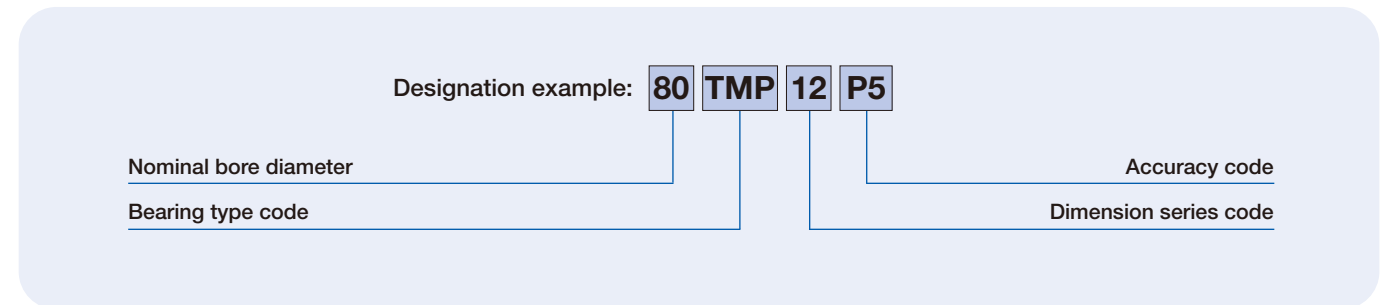 Designation example: 80 TMP 12 P5
Nominal bore diameter
Accuracy code
Bearing type code
Dimension series code